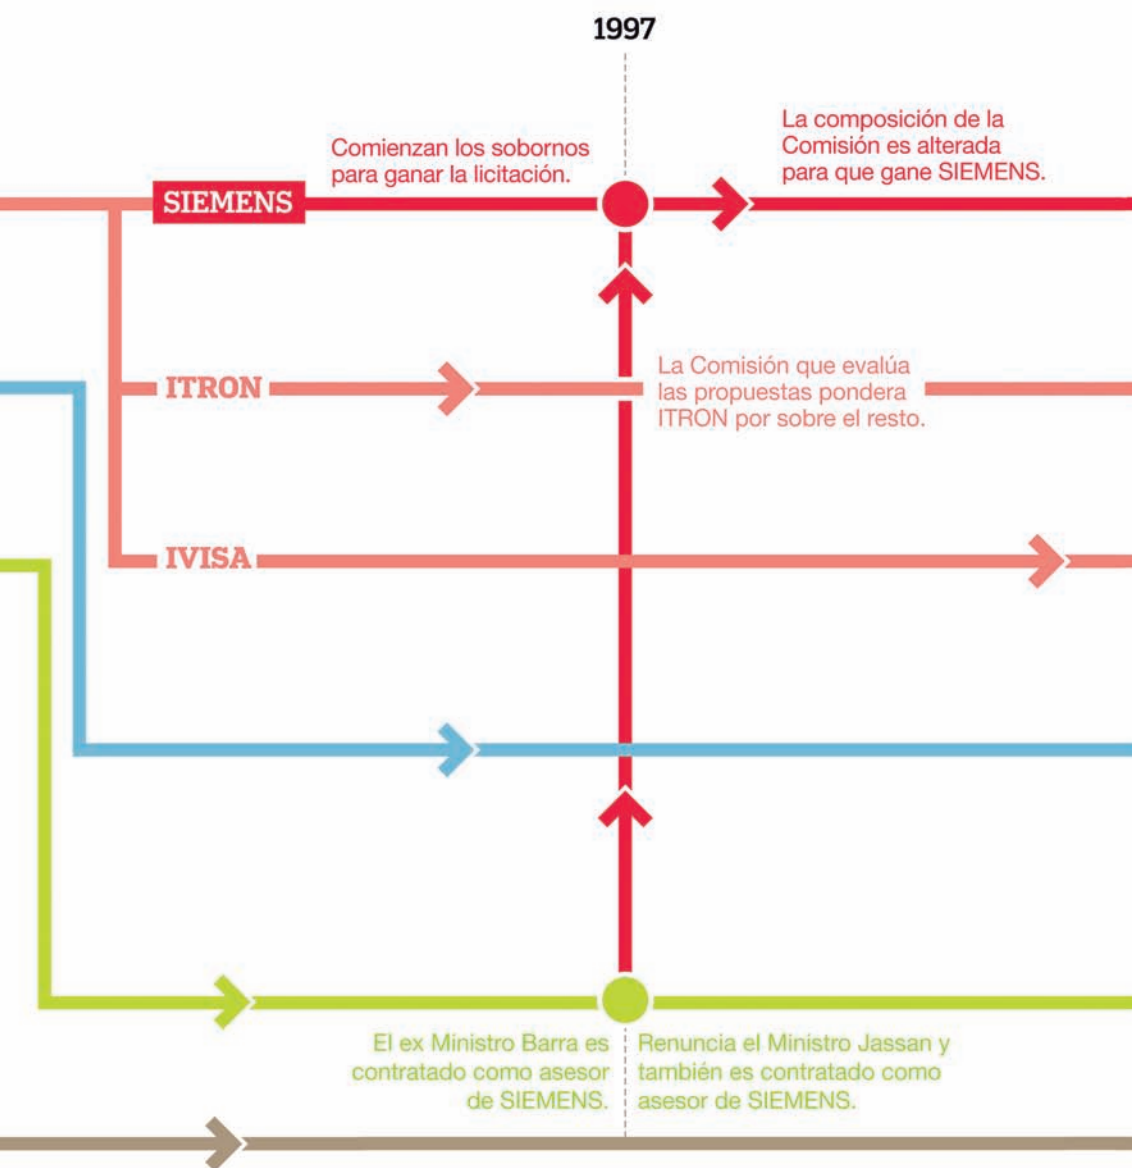 1997
Comienzan los sobornos
para ganar la licitación.
La composición de la
Comisión es alterada
para que gane SIEMENS.
SIEMENS
ITRON
La Comisión que evalúa
las propuestas pondera
ITRON por sobre el resto.
IVISA
El ex Ministro Barra es
contratado como asesor
de SIEMENS.
Renuncia el Ministro Jassan y
también es contratado como
asesor de SIEMENS.